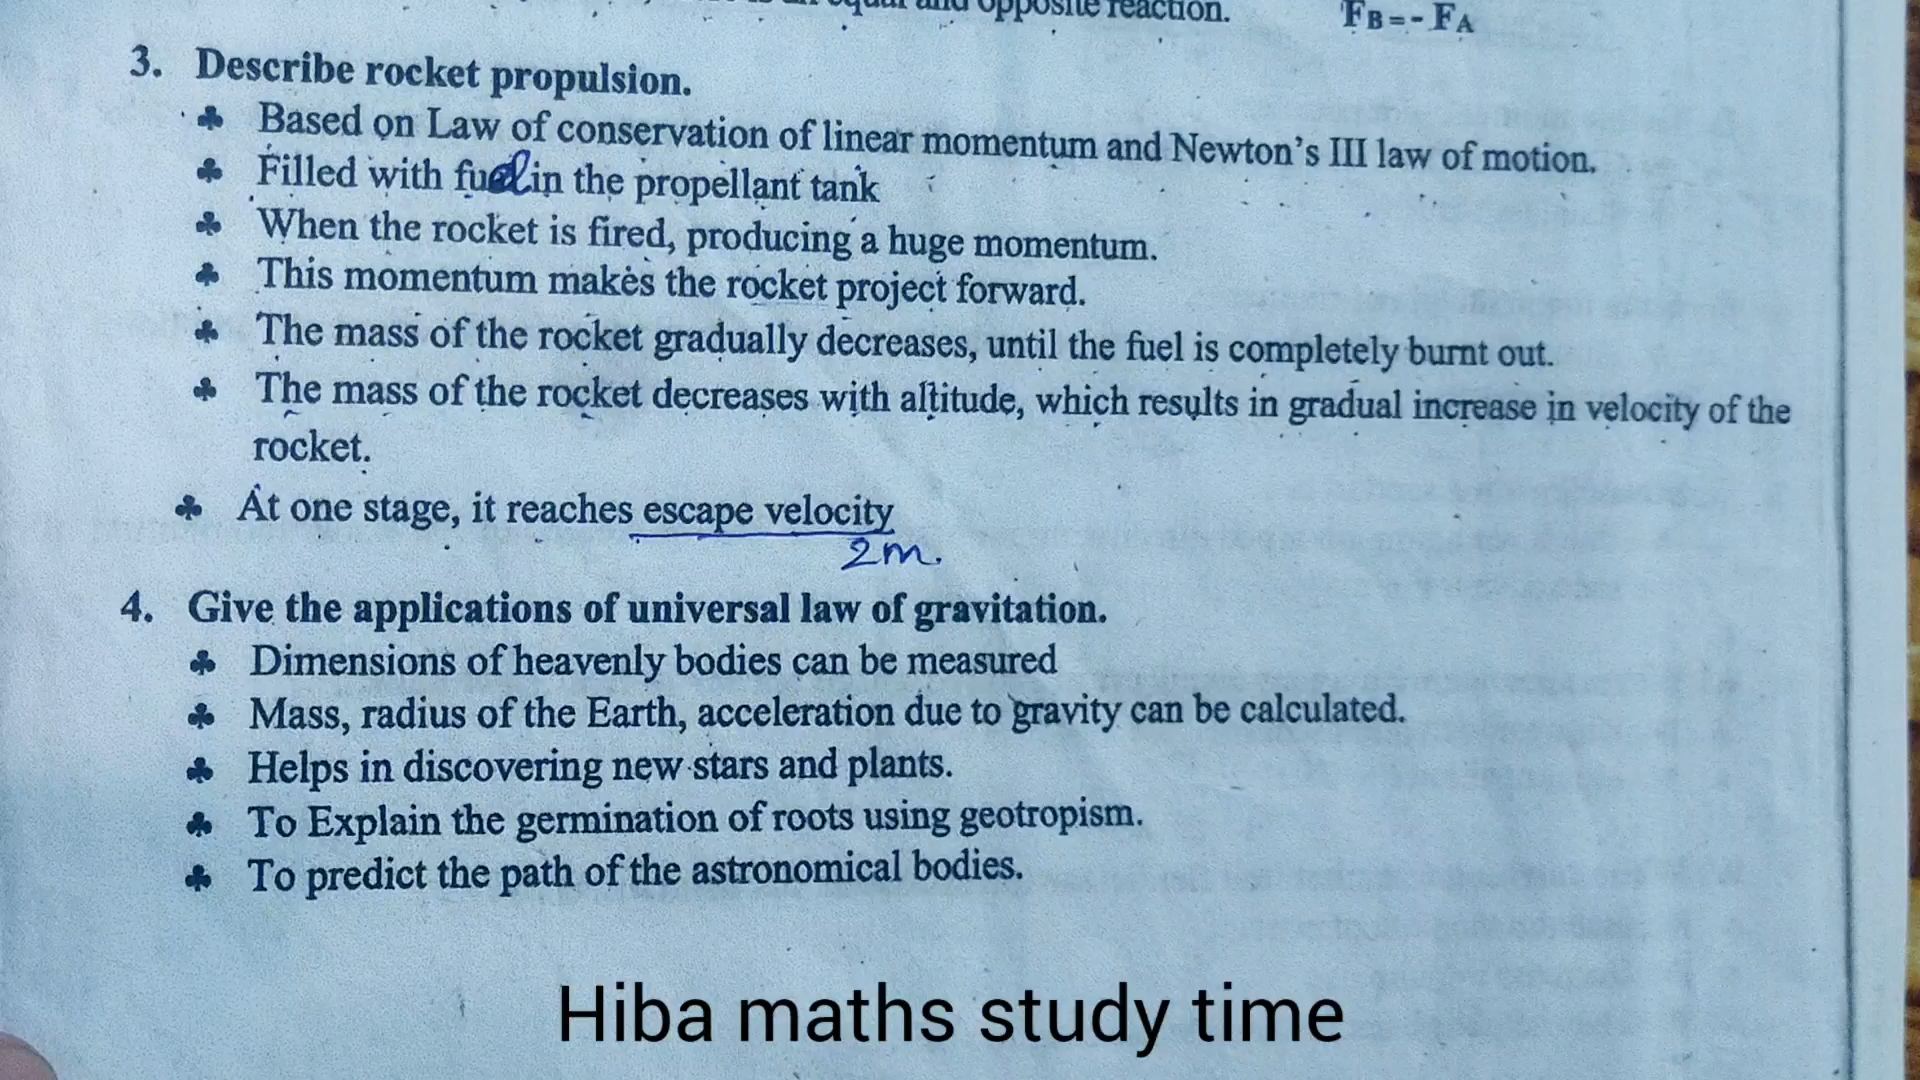 equal and opposite reaction. FB = - FA
3. Describe rocket propulsion.
♣ Based on Law of conservation of linear momentum and Newton's III law of motion.
♣ Filled with fuel in the propellant tank
♣ When the rocket is fired, producing a huge momentum.
♣ This momentum makes the rocket project forward.
♣ The mass of the rocket gradually decreases, until the fuel is completely burnt out.
♣ The mass of the rocket decreases with altitude, which results in gradual increase in velocity of the
rocket.
♣ At one stage, it reaches escape velocity
2m.
4. Give the applications of universal law of gravitation.
♣ Dimensions of heavenly bodies can be measured
♣ Mass, radius of the Earth, acceleration due to gravity can be calculated.
♣ Helps in discovering new stars and plants.
♣ To Explain the germination of roots using geotropism.
♣ To predict the path of the astronomical bodies.
Hiba maths study time